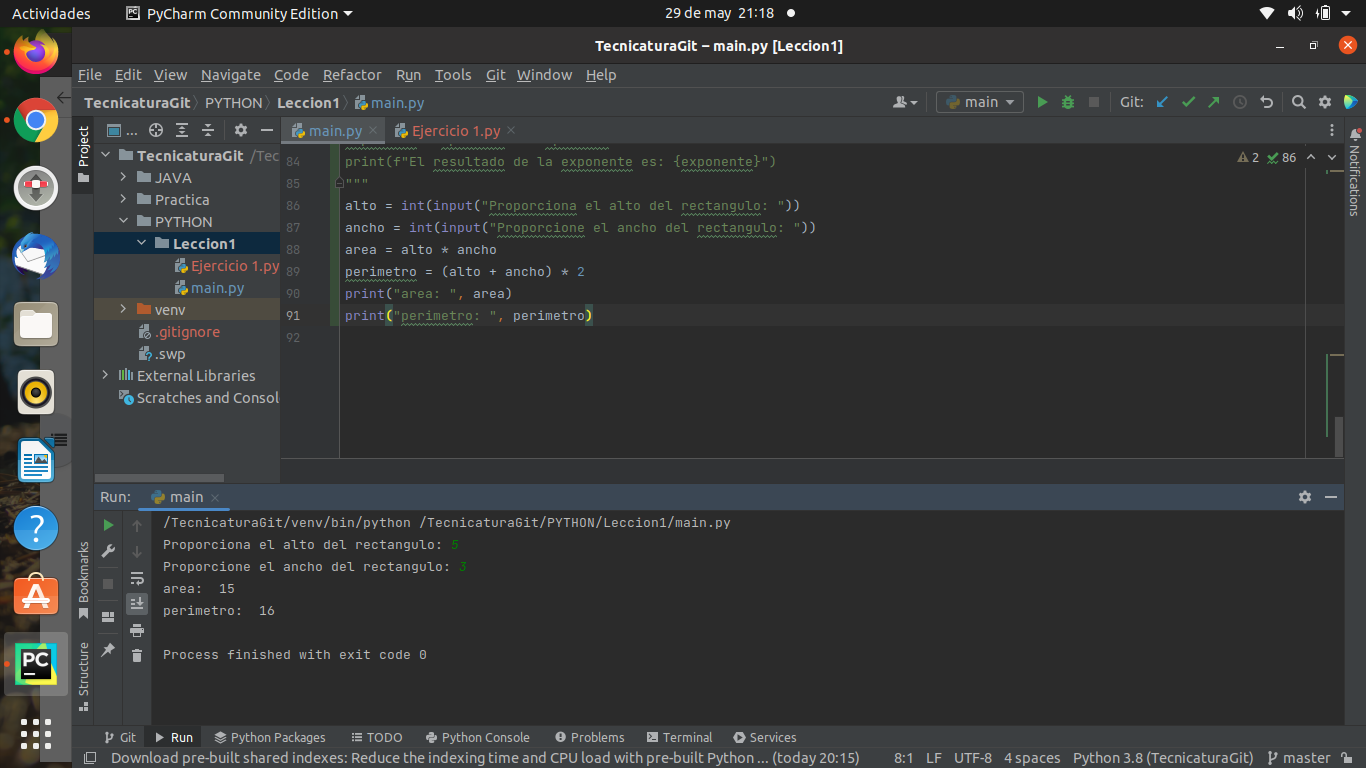 Actividades PyCharm Community Edition 29 de may 21:18
TecnicaturaGit – main.py [Leccion1]
File Edit View Navigate Code Refactor Run Tools Git Window Help
TecnicaturaGit PYTHON Leccion1 main.py main Git:
Project ... main.py Ejercicio 1.py
TecnicaturaGit /Tec
JAVA
Practica
PYTHON
Leccion1
Ejercicio 1.py
main.py
venv
.gitignore
.swp
External Libraries
Scratches and Consol
84 print(f"El resultado de la exponente es: {exponente}")
2 86
85 """
86 alto = int(input("Proporciona el alto del rectangulo: "))
87 ancho = int(input("Proporcione el ancho del rectangulo: "))
88 area = alto * ancho
89 perimetro = (alto + ancho) * 2
90 print("area: ", area)
91 print("perimetro: ", perimetro)
92
Notifications
Run: main
/TecnicaturaGit/venv/bin/python /TecnicaturaGit/PYTHON/Leccion1/main.py
Proporciona el alto del rectangulo: 5
Proporcione el ancho del rectangulo: 3
area:  15
perimetro:  16
Process finished with exit code 0
Bookmarks
Structure
PC
Git Run Python Packages TODO Python Console Problems Terminal Services
Download pre-built shared indexes: Reduce the indexing time and CPU load with pre-built Python ... (today 20:15) 8:1 LF UTF-8 4 spaces Python 3.8 (TecnicaturaGit) master